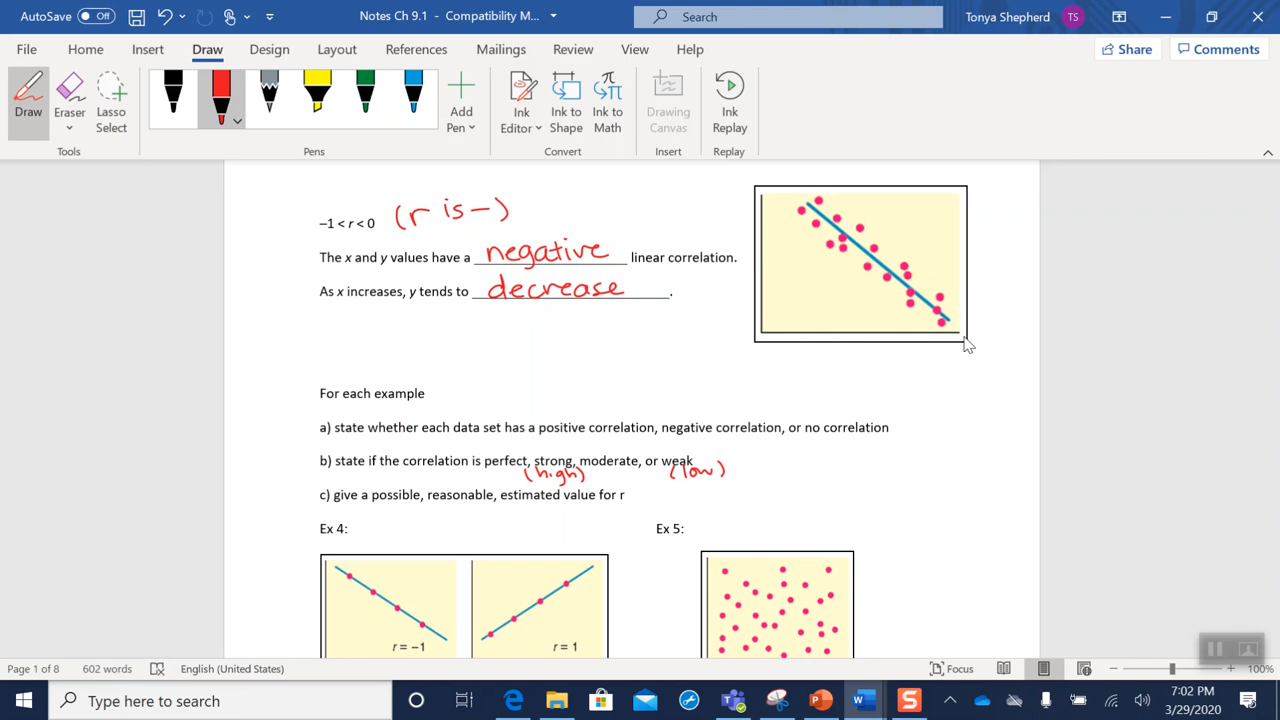 AutoSave Off Notes Ch 9.1 - Compatibility M... Search Tonya Shepherd TS
File Home Insert Draw Design Layout References Mailings Review View Help Share Comments
Draw Eraser Lasso Select Add Pen Ink Editor Ink to Shape Ink to Math Drawing Canvas Ink Replay
Tools Pens Convert Insert Replay
–1 < r < 0 (r is –)
The x and y values have a negative linear correlation.
As x increases, y tends to decrease.
For each example
a) state whether each data set has a positive correlation, negative correlation, or no correlation
b) state if the correlation is perfect, strong, moderate, or weak
(high) (low)
c) give a possible, reasonable, estimated value for r
Ex 4: Ex 5:
r = −1 r = 1
Page 1 of 8 602 words English (United States) Focus 100%
Type here to search 7:02 PM
3/29/2020